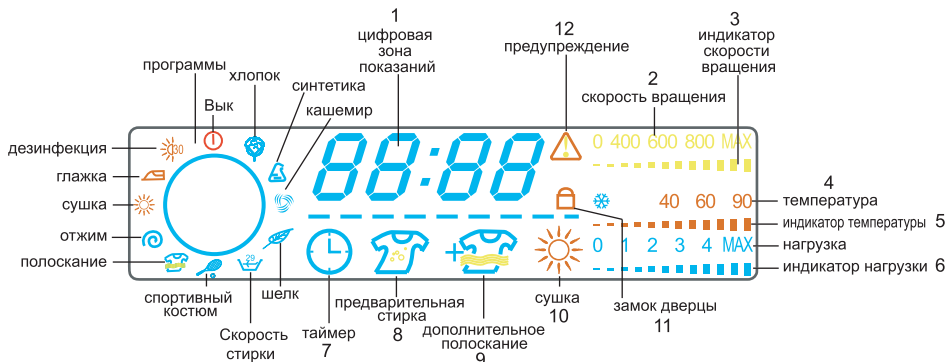 1
цифровая
зона
показаний
12
предупреждение
3
индикатор
скорости
вращения
2
скорость вращения
программы
хлопок
Вык
синтетика
кашемир
дезинфекция
глажка
сушка
отжим
полоскание
спортивный
костюм
Скорость
стирки
шелк
30
29
88:88
0 400 600 800 MAX
40 60 90
0 1 2 3 4 MAX
4
температура
индикатор температуры 5
нагрузка
индикатор нагрузки 6
таймер
7
предварительная
стирка
8
дополнительное
полоскание
9
сушка
10
замок дверцы
11